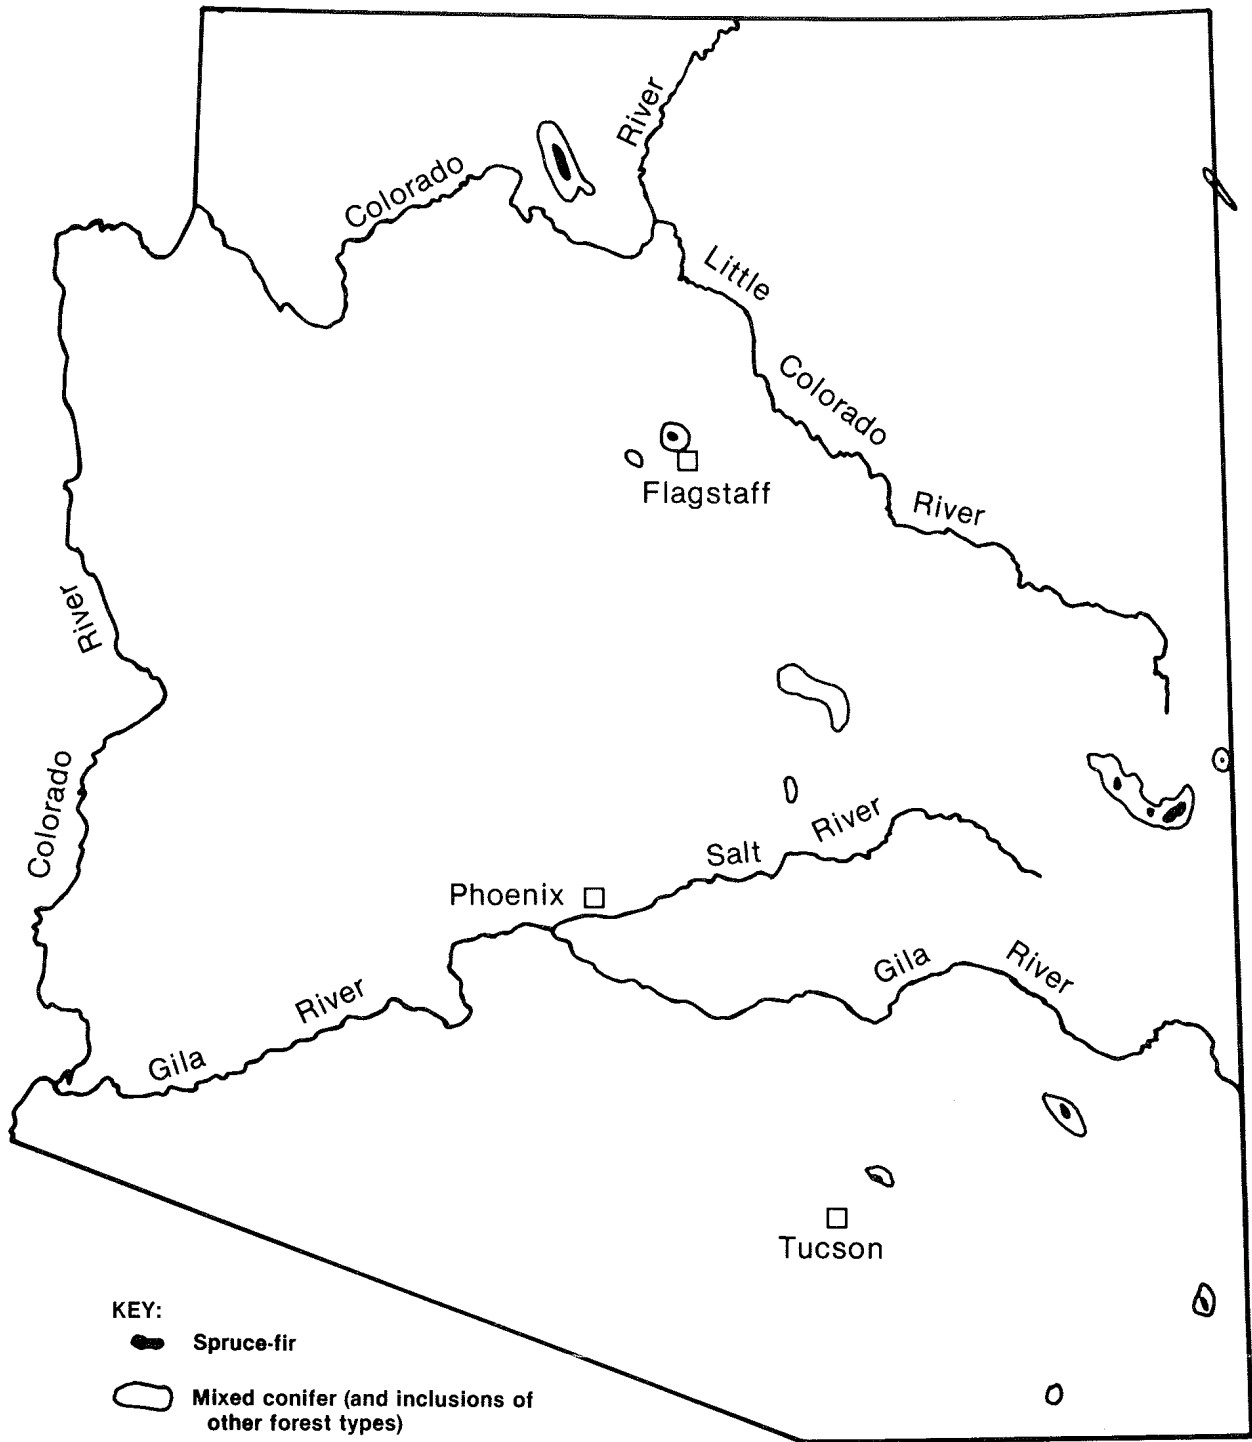 River
Colorado
Little
Colorado
River
Flagstaff
River
Colorado
Salt
River
Phoenix
Gila
River
Gila
River
Tucson
KEY:
Spruce-fir
Mixed conifer (and inclusions of
other forest types)